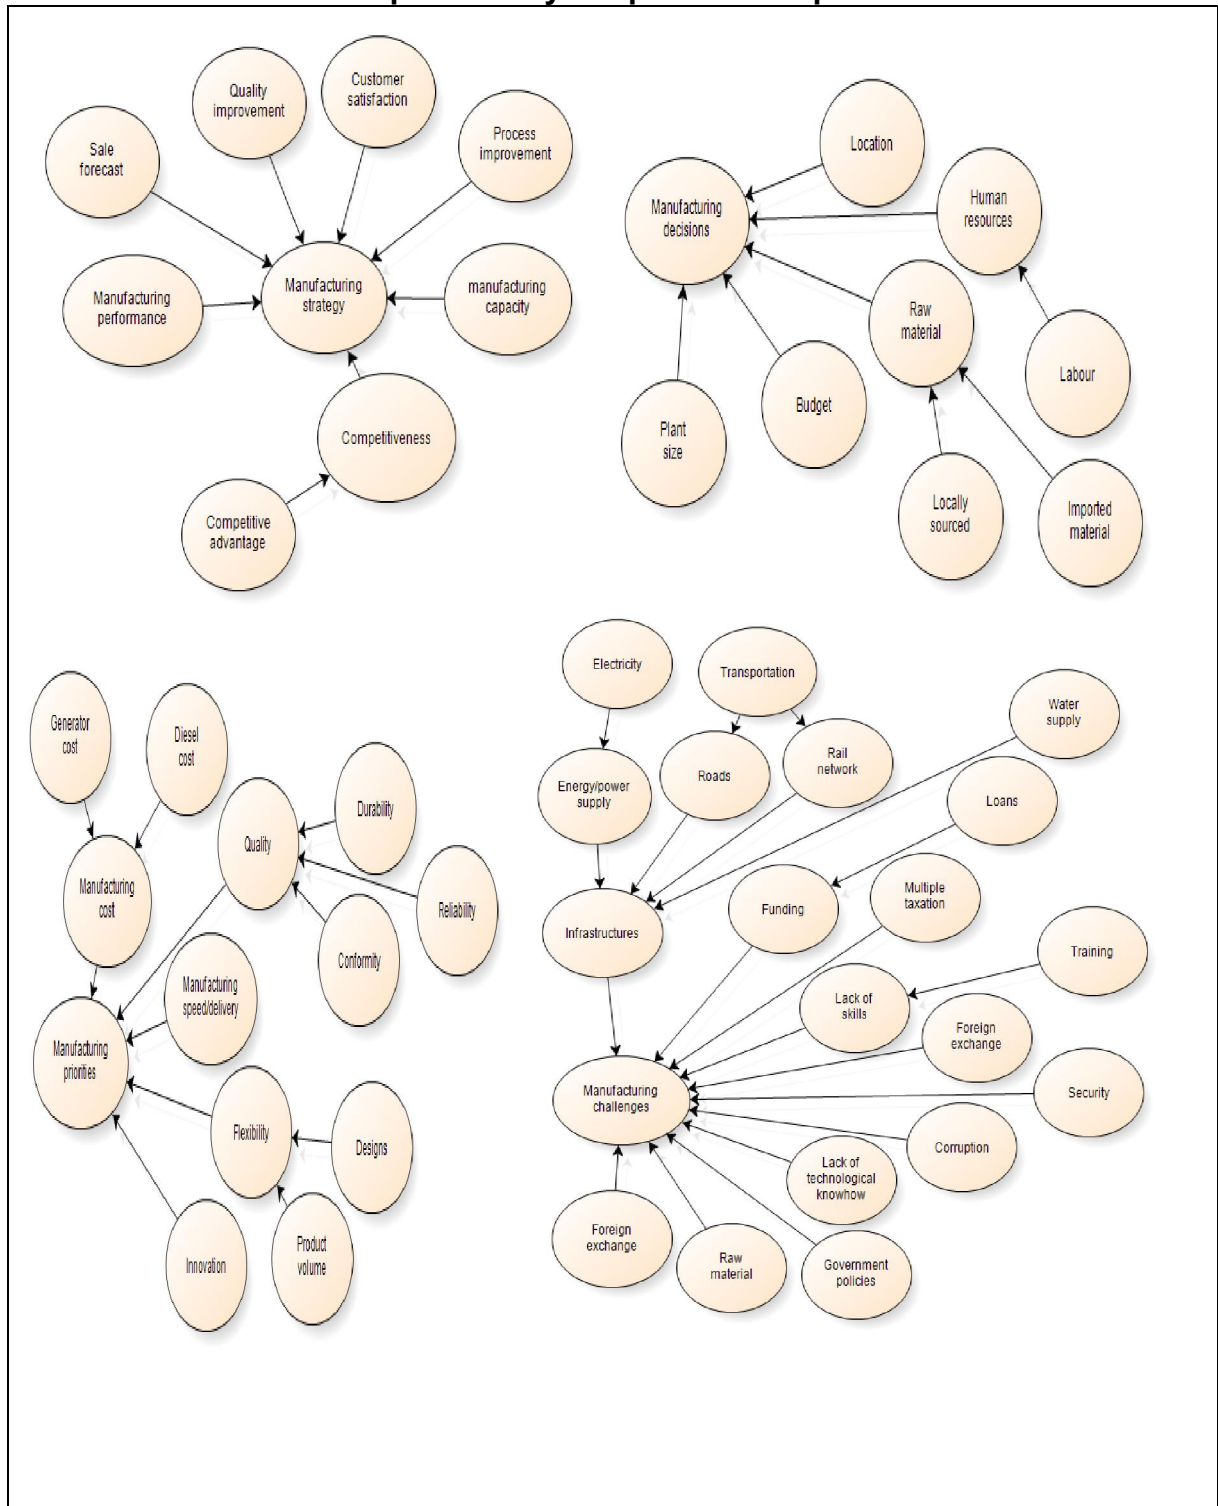 Customer
satisfaction
Quality
improvement
Process
improvement
Sale
forecast
Manufacturing
performance
Manufacturing
strategy
manufacturing
capacity
Competitiveness
Competitive
advantage
Location
Human
resources
Manufacturing
decisions
Raw
material
Labour
Budget
Plant
size
Locally
sourced
Imported
material
Generator
cost
Diesel
cost
Durability
Quality
Manufacturing
cost
Reliability
Conformity
Manufacturing
speed/delivery
Manufacturing
priorities
Flexibility
Designs
Innovation
Product
volume
Electricity
Transportation
Water
supply
Energy/power
supply
Roads
Rail
network
Loans
Infrastructures
Funding
Multiple
taxation
Training
Lack of
skills
Foreign
exchange
Manufacturing
challenges
Security
Corruption
Lack of
technological
knowhow
Foreign
exchange
Raw
material
Government
policies